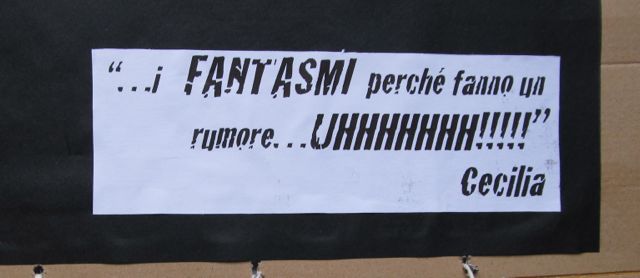 “...i FANTASMI perché fanno un
rumore...UHHHHHHH!!!!!”
Cecilia